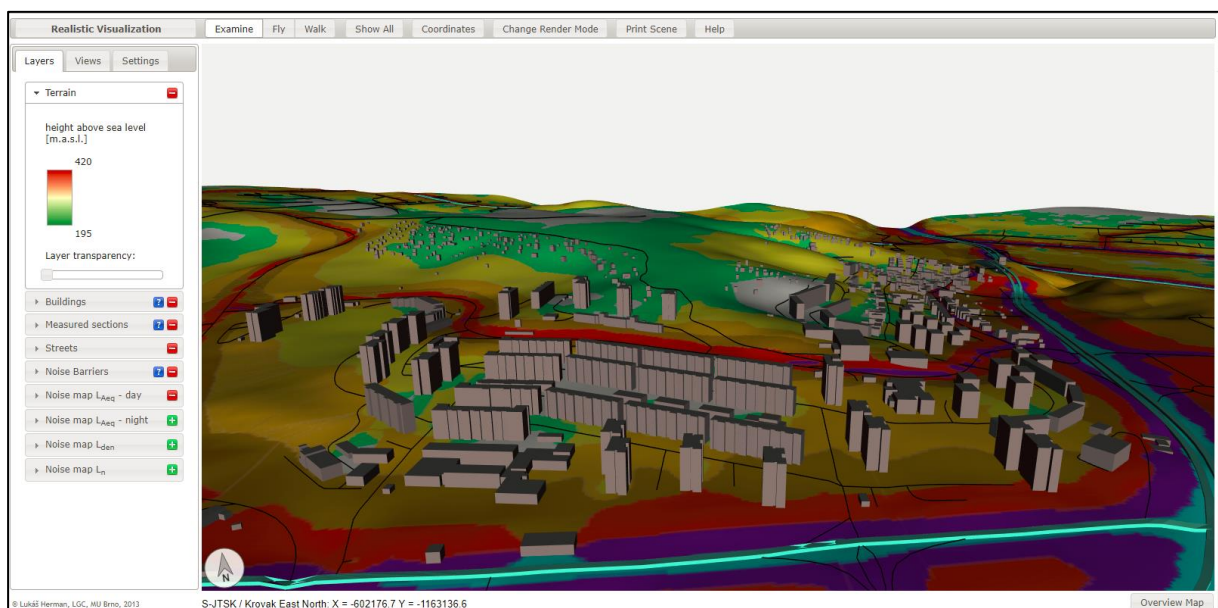 Realistic Visualization
Examine Fly Walk Show All Coordinates Change Render Mode Print Scene Help
Layers Views Settings
Terrain
height above sea level
[m.a.s.l.]
420
195
Layer transparency:
Buildings ?
Measured sections ?
Streets
Noise Barriers ?
Noise map LAeq - day
Noise map LAeq - night
Noise map Lden
Noise map Ln
N
© Lukáš Herman, LGC, MU Brno, 2013
S-JTSK / Krovak East North: X = -602176.7 Y = -1163136.6
Overview Map